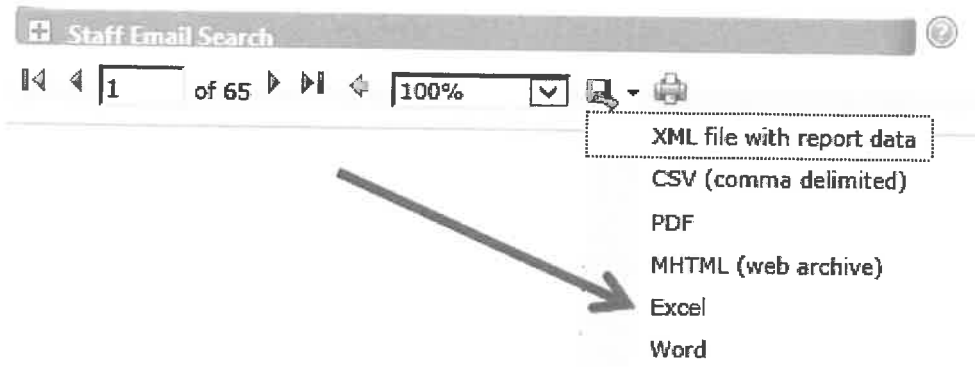 Staff Email Search
1 of 65 100%
XML file with report data
CSV (comma delimited)
PDF
MHTML (web archive)
Excel
Word